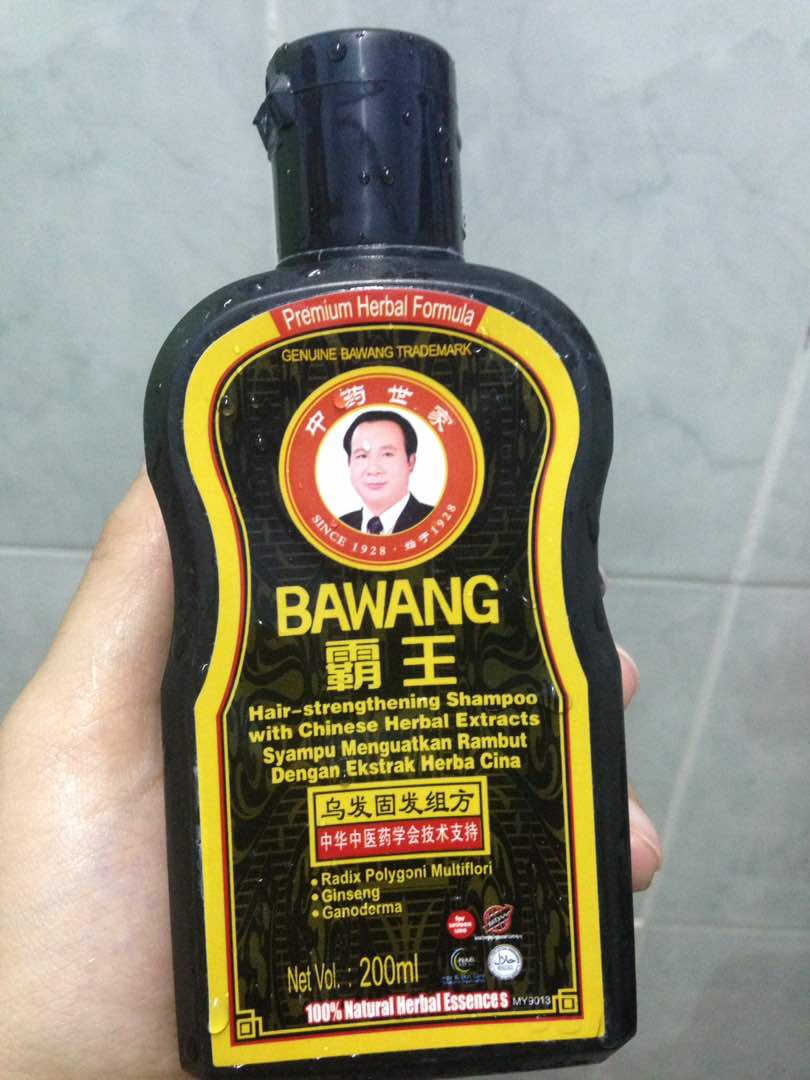 Premium Herbal Formula
GENUINE BAWANG TRADEMARK
中药世家
SINCE 1928 · 始于1928
BAWANG
霸王
Hair-strengthening Shampoo
with Chinese Herbal Extracts
Syampu Menguatkan Rambut
Dengan Ekstrak Herba Cina
乌发固发组方
中华中医药学会技术支持
• Radix Polygoni Multiflori
• Ginseng
• Ganoderma
Net Vol. : 200ml
100% Natural Herbal Essences
MY9013